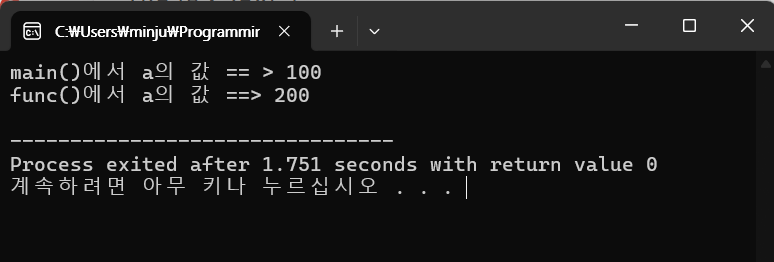 C:₩Users₩minju₩Programmir
main()에서 a의 값 == > 100
func()에서 a의 값 ==> 200
--------------------------------
Process exited after 1.751 seconds with return value 0
계속하려면 아무 키나 누르십시오 . . .